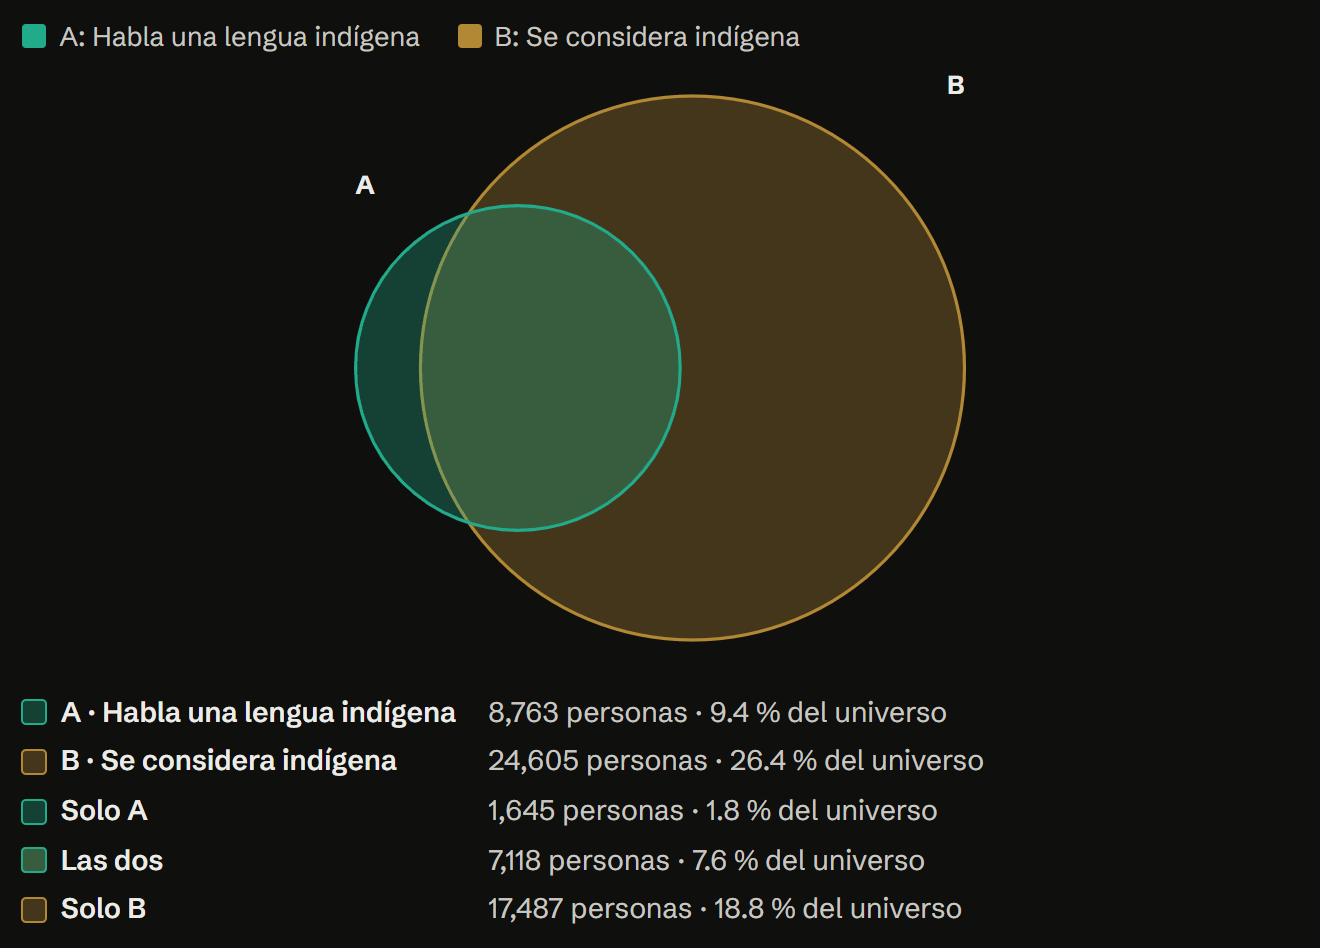 A: Habla una lengua indígena B: Se considera indígena
B
A
A · Habla una lengua indígena 8,763 personas · 9.4 % del universo
B · Se considera indígena 24,605 personas · 26.4 % del universo
Solo A 1,645 personas · 1.8 % del universo
Las dos 7,118 personas · 7.6 % del universo
Solo B 17,487 personas · 18.8 % del universo